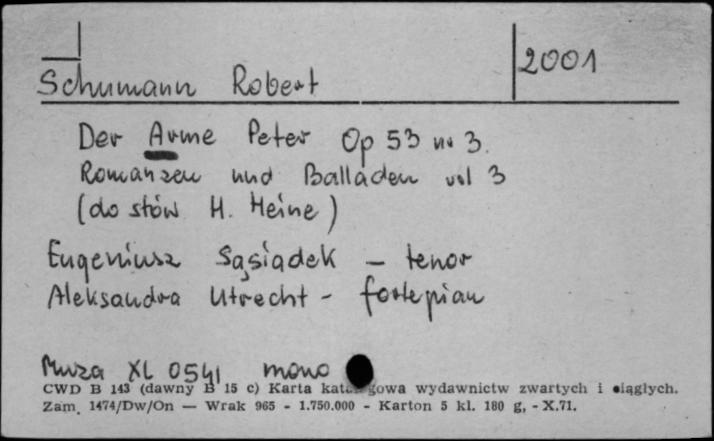 2001
Schumann Robert
Der Arme Peter Op 53 nr 3.
Romanzen und Balladen vol 3
(do słów H. Heine)
Eugeniusz Sąsiadek – tenor
Aleksandra Utrecht – fortepian
Muza XL 0541 mono
CWD B 143 (dawny B 15 c) Karta katalogowa wydawnictw zwartych i ciągłych.
Zam. 1474/Dw/On — Wrak 965 - 1.750.000 - Karton 5 kl. 180 g, - X.71.